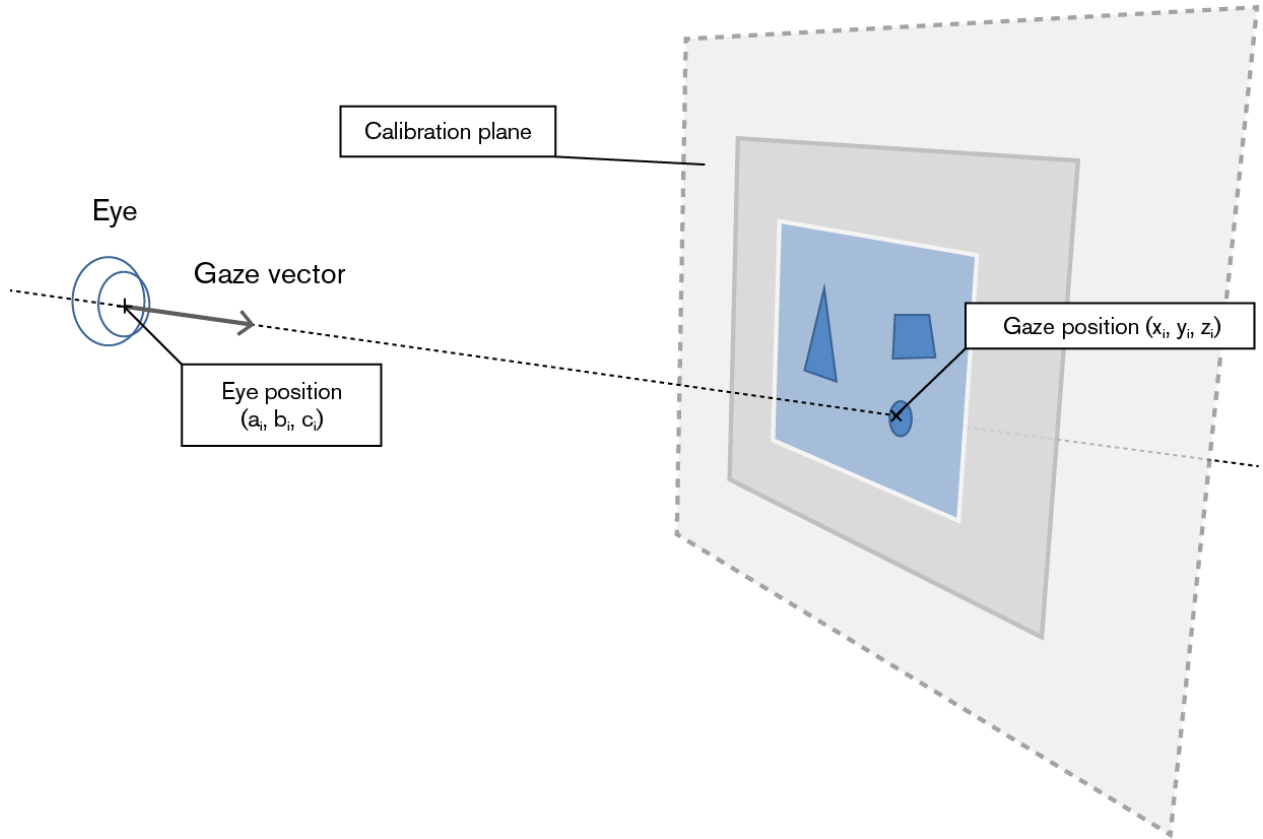 Calibration plane
Eye
Gaze vector
Gaze position (xᵢ, yᵢ, zᵢ)
Eye position
(aᵢ, bᵢ, cᵢ)